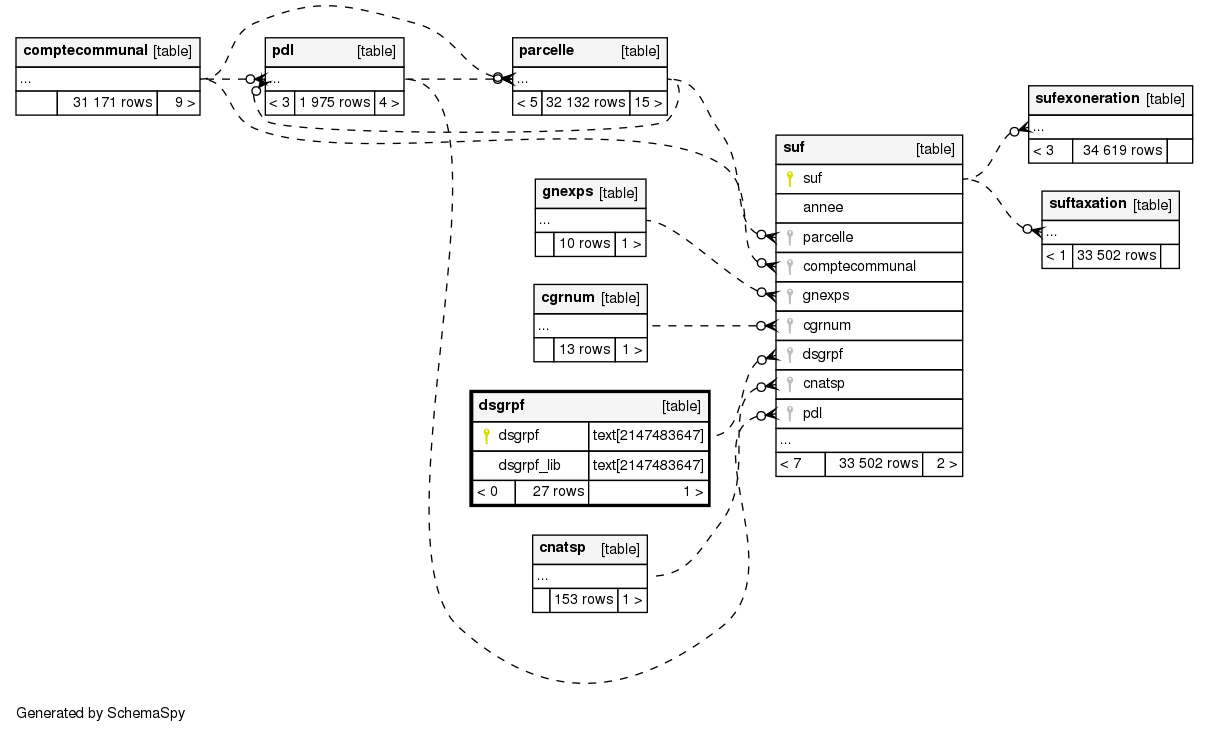 comptecommunal [table]
...
31 171 rows 9 >
pdl [table]
...
< 3 1 975 rows 4 >
parcelle [table]
...
< 5 32 132 rows 15 >
sufexoneration [table]
...
< 3 34 619 rows
suf [table]
suf
annee
parcelle
comptecommunal
gnexps
cgrnum
dsgrpf
cnatsp
pdl
...
< 7 33 502 rows 2 >
suftaxation [table]
...
< 1 33 502 rows
gnexps [table]
...
10 rows 1 >
cgrnum [table]
...
13 rows 1 >
dsgrpf [table]
dsgrpf text[2147483647]
dsgrpf_lib text[2147483647]
< 0 27 rows 1 >
cnatsp [table]
...
153 rows 1 >
Generated by SchemaSpy